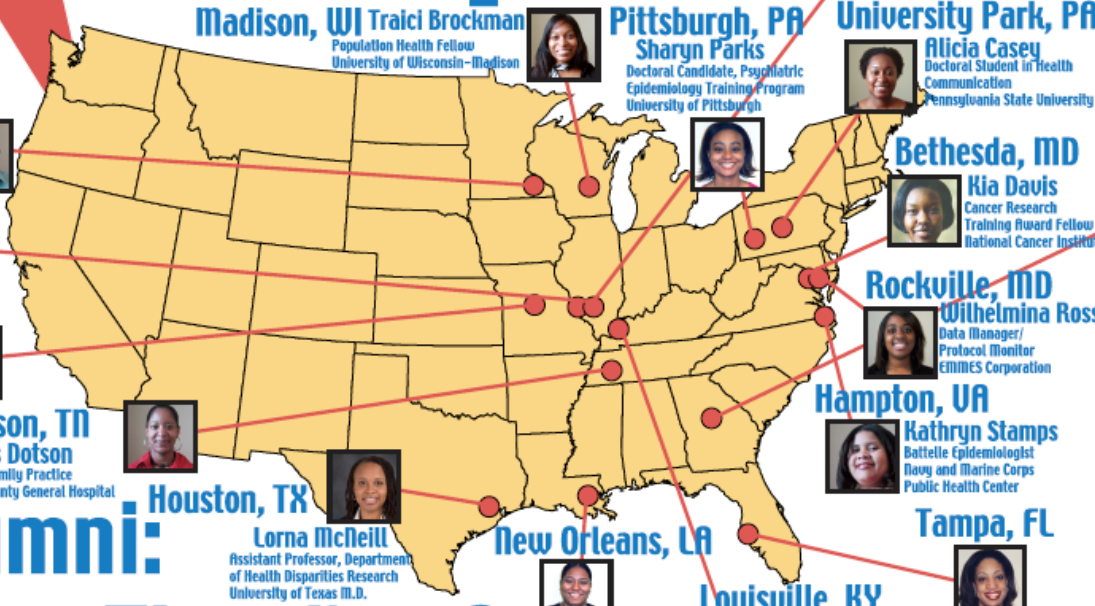 Madison, WI
Traici Brockman
Population Health Fellow
University of Wisconsin-Madison
Pittsburgh, PA
Sharyn Parks
Doctoral Candidate, Psychiatric
Epidemiology Training Program
University of Pittsburgh
University Park, PA
Alicia Casey
Doctoral Student in Health
Communication
Pennsylvania State University
Bethesda, MD
Kia Davis
Cancer Research
Training Award Fellow
National Cancer Institu
Rockville, MD
Wilhelmina Ross
Data Manager/
Protocol Monitor
EMMES Corporation
Hampton, VA
Kathryn Stamps
Battelle Epidemiologist
Navy and Marine Corps
Public Health Center
son, TN
s Dotson
mily Practice
nty General Hospital
Houston, TX
Lorna McNeill
Assistant Professor, Department
of Health Disparities Research
University of Texas M.D.
New Orleans, LA
Tampa, FL
Louisville, KY
umni: